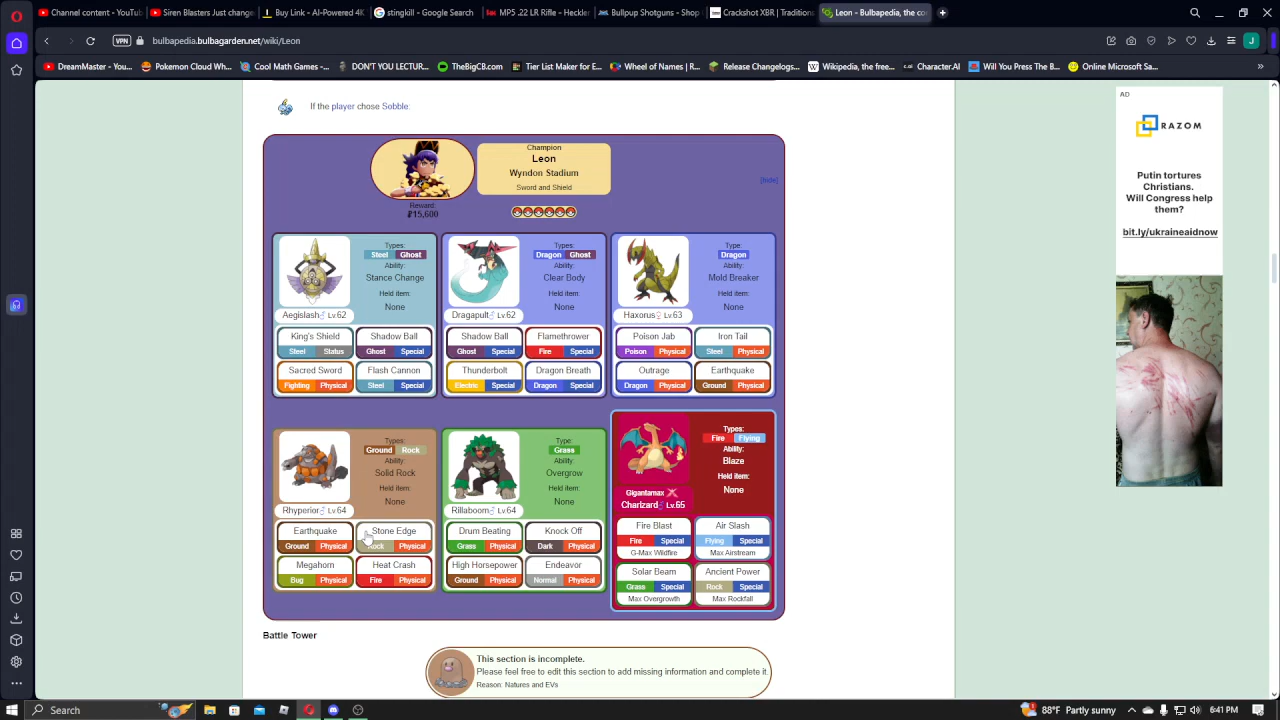 Channel content - YouTub
Siren Blasters Just chang
Buy Link - AI-Powered 4K
stingkill - Google Search
MP5 .22 LR Rifle - Heckler
Bullpup Shotguns - Shop
Crackshot XBR | Tradition
Leon - Bulbapedia, the co
VPN
bulbapedia.bulbagarden.net/wiki/Leon
J
DreamMaster - You...
Pokemon Cloud Wh...
Cool Math Games -...
DON'T YOU LECTUR...
TheBigCB.com
Tier List Maker for E...
Wheel of Names | R...
Release Changelogs...
Wikipedia, the free...
Character.AI
Will You Press The B...
Online Microsoft Sa...
If the player chose Sobble:
Champion
Leon
Wyndon Stadium
Sword and Shield
[hide]
Reward:
₽15,600
Types:
Steel Ghost
Ability:
Stance Change
Held item:
None
Aegislash♂ Lv.62
King's Shield
Steel Status
Shadow Ball
Ghost Special
Sacred Sword
Fighting Physical
Flash Cannon
Steel Special
Types:
Dragon Ghost
Ability:
Clear Body
Held item:
None
Dragapult♂ Lv.62
Shadow Ball
Ghost Special
Flamethrower
Fire Special
Thunderbolt
Electric Special
Dragon Breath
Dragon Special
Type:
Dragon
Ability:
Mold Breaker
Held item:
None
Haxorus♀ Lv.63
Poison Jab
Poison Physical
Iron Tail
Steel Physical
Outrage
Dragon Physical
Earthquake
Ground Physical
Types:
Ground Rock
Ability:
Solid Rock
Held item:
None
Rhyperior♂ Lv.64
Earthquake
Ground Physical
Stone Edge
Rock Physical
Megahorn
Bug Physical
Heat Crash
Fire Physical
Type:
Grass
Ability:
Overgrow
Held item:
None
Rillaboom♂ Lv.64
Drum Beating
Grass Physical
Knock Off
Dark Physical
High Horsepower
Ground Physical
Endeavor
Normal Physical
Types:
Fire Flying
Ability:
Blaze
Held item:
None
Gigantamax
Charizard♂ Lv.65
Fire Blast
Fire Special
G-Max Wildfire
Air Slash
Flying Special
Max Airstream
Solar Beam
Grass Special
Max Overgrowth
Ancient Power
Rock Special
Max Rockfall
Battle Tower
This section is incomplete.
Please feel free to edit this section to add missing information and complete it.
Reason: Natures and EVs
AD
RAZOM
Putin tortures
Christians.
Will Congress help
them?
bit.ly/ukraineaidnow
Search
88°F Partly sunny
6:41 PM